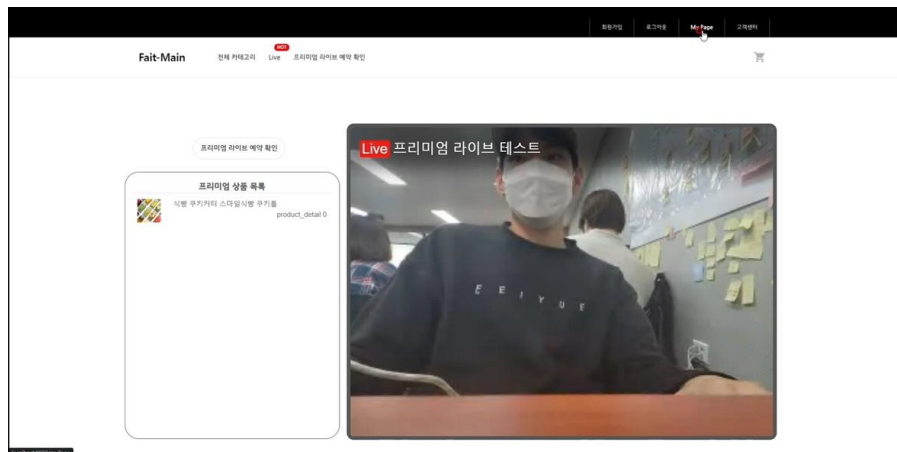 회원가입
로그아웃
My Page
고객센터
Fait-Main
전체 카테고리
HOT
Live
프리미엄 라이브 예약 확인
프리미엄 라이브 예약 확인
프리미엄 상품 목록
식빵 쿠키커터 스마일식빵 쿠키틀
product_detail 0
Live 프리미엄 라이브 테스트
E E I Y U E